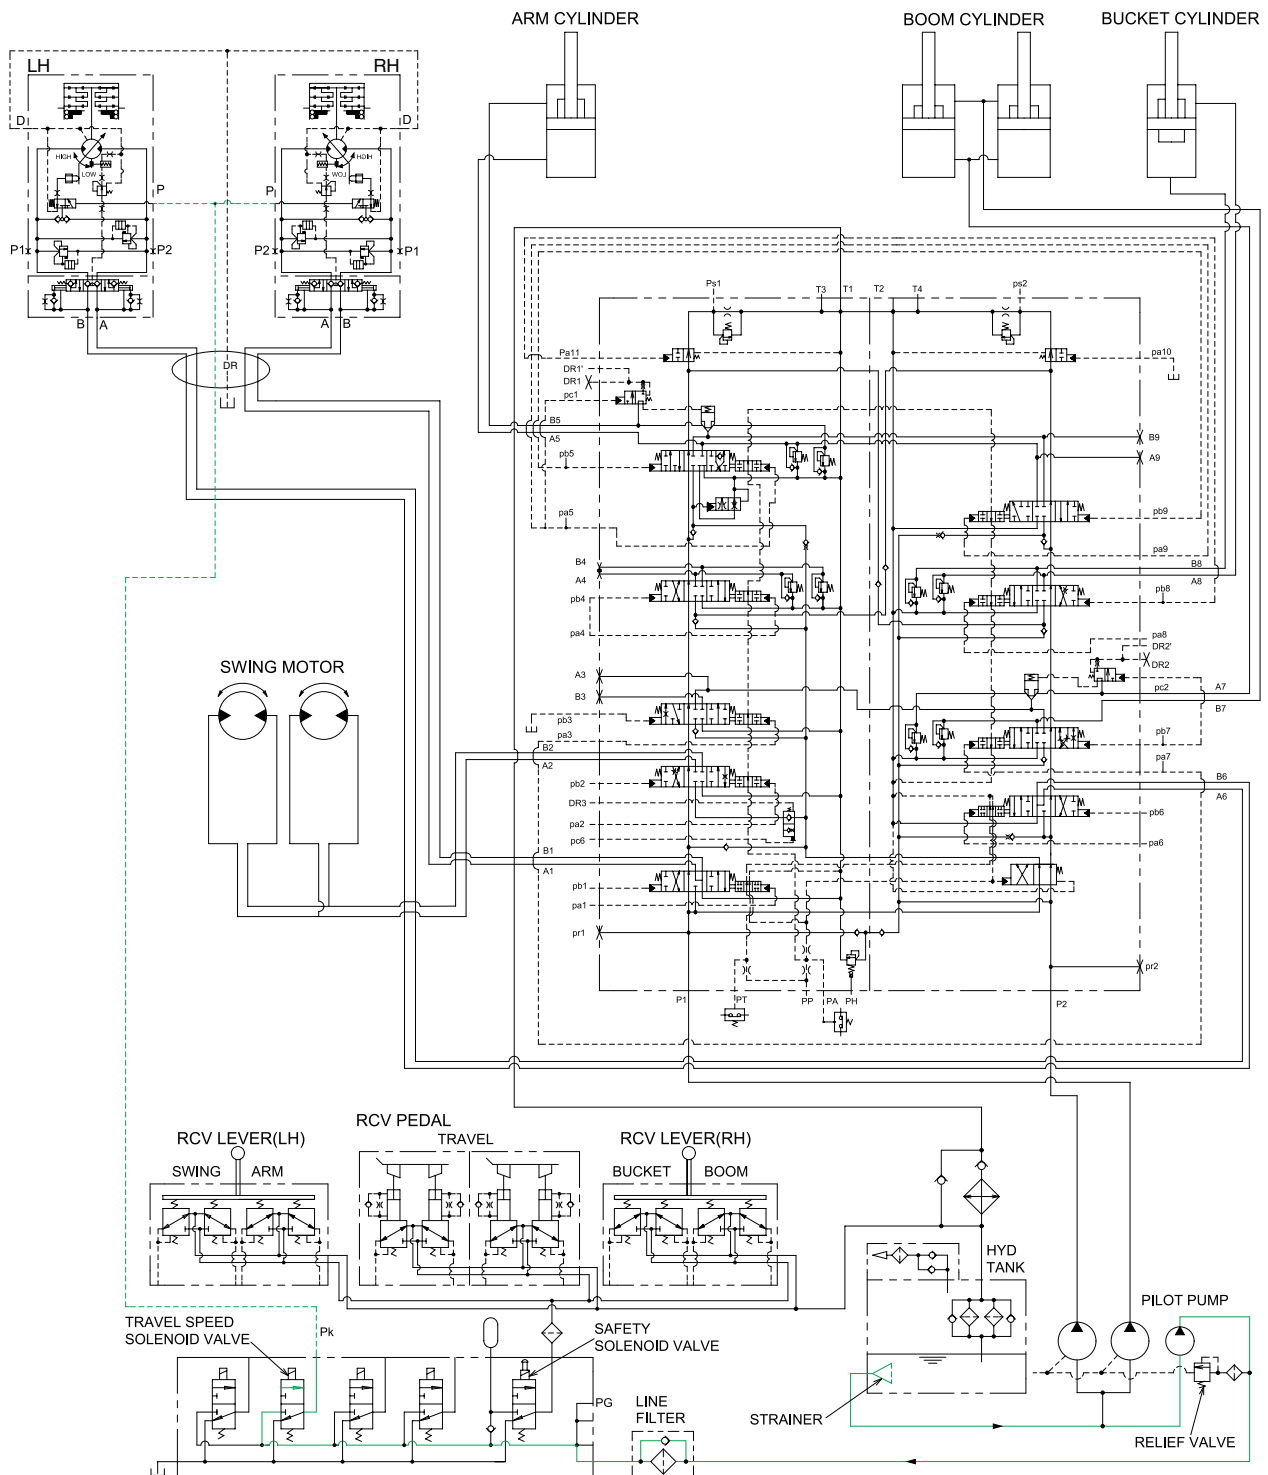 ARM CYLINDER
BOOM CYLINDER
BUCKET CYLINDER
LH
RH
D
D
HIGH
LOW
HIGH
LOW
P
P
P1
P2
P2
P1
B
A
A
B
DR
Ps1
T3
T1
T2
T4
ps2
Pa11
pa10
DR1'
DR1
pc1
B5
A5
B9
A9
pb5
pa5
pb9
pa9
B4
A4
B8
A8
pb4
pb8
pa4
pa8
DR2'
DR2
A3
pc2
A7
B3
B7
pb3
pa3
pb7
pa7
B2
A2
B6
A6
pb2
DR3
pb6
pa2
pc6
pa6
B1
A1
pb1
pa1
pr1
pr2
P1
PT
PP
PA
PH
P2
SWING MOTOR
RCV LEVER(LH)
SWING
ARM
RCV PEDAL
TRAVEL
RCV LEVER(RH)
BUCKET
BOOM
HYD
TANK
PILOT PUMP
TRAVEL SPEED
SOLENOID VALVE
Pk
SAFETY
SOLENOID VALVE
PG
LINE
FILTER
STRAINER
RELIEF VALVE